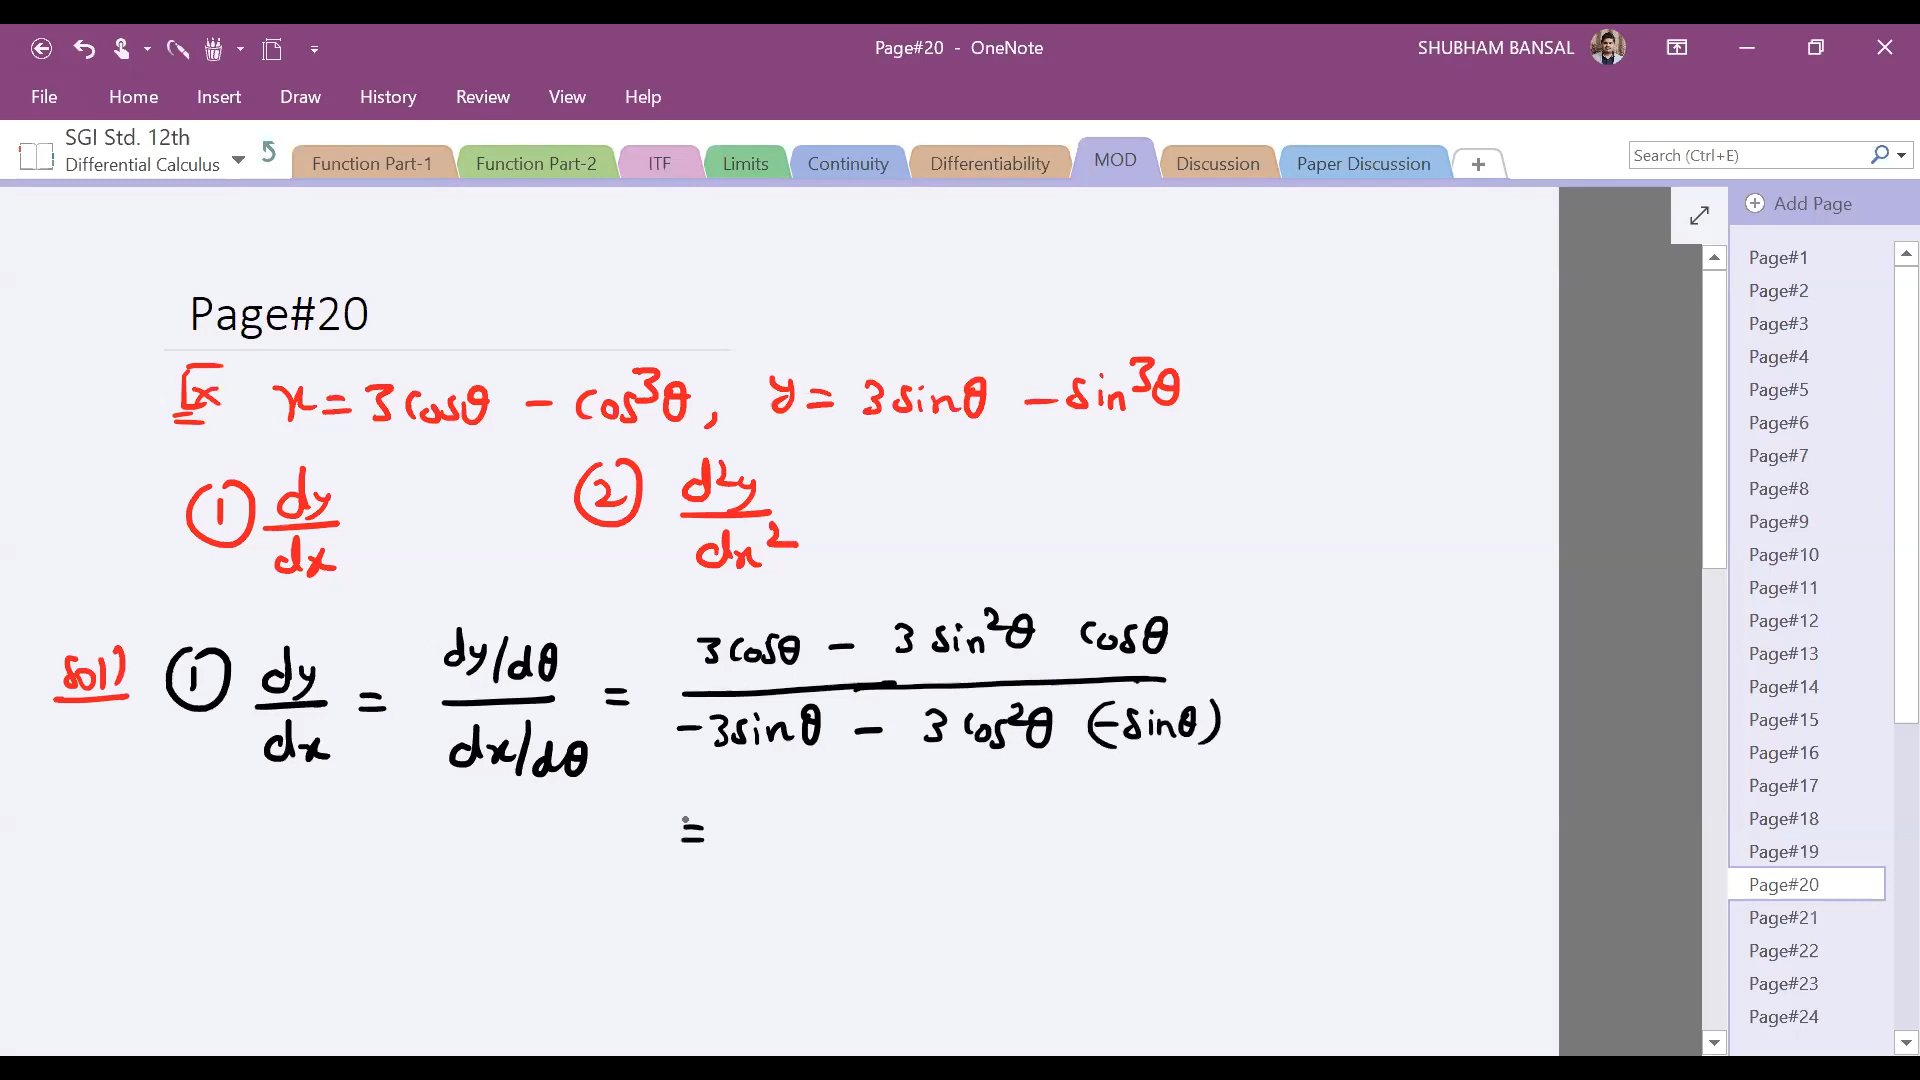 Page#20 - OneNote
SHUBHAM BANSAL
File Home Insert Draw History Review View Help
SGI Std. 12th
Differential Calculus
Function Part-1 Function Part-2 ITF Limits Continuity Differentiability MOD Discussion Paper Discussion +
Search (Ctrl+E)
Add Page
Page#20
Ex x = 3cosθ - cos³θ, y = 3sinθ - sin³θ
① dy/dx ② d²y/dx²
Sol) ① dy/dx = (dy/dθ)/(dx/dθ) = (3cosθ - 3sin²θ cosθ)/(-3sinθ - 3cos²θ (-sinθ))
=
Page#1
Page#2
Page#3
Page#4
Page#5
Page#6
Page#7
Page#8
Page#9
Page#10
Page#11
Page#12
Page#13
Page#14
Page#15
Page#16
Page#17
Page#18
Page#19
Page#20
Page#21
Page#22
Page#23
Page#24